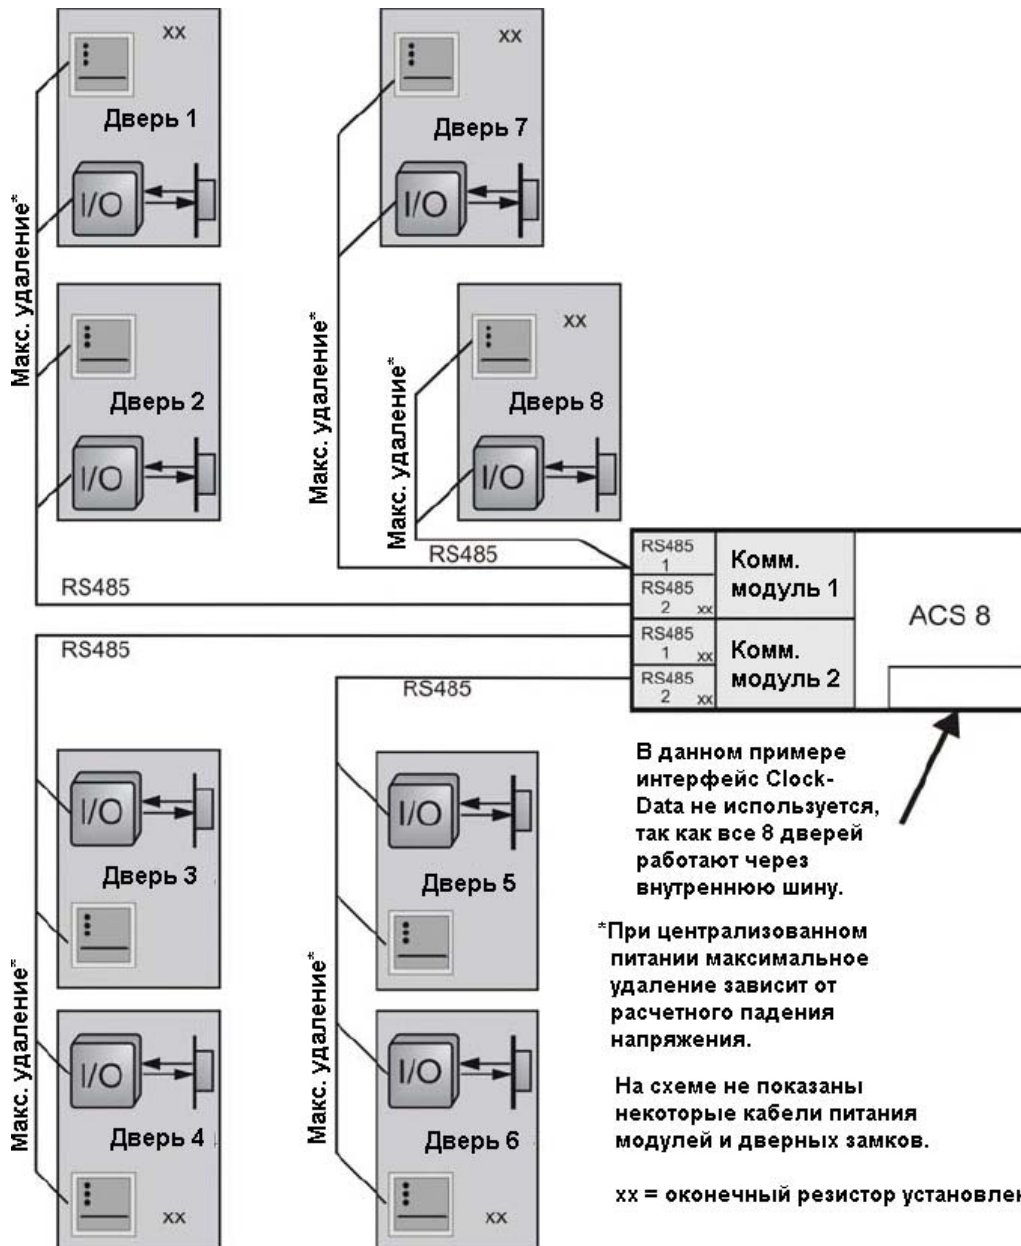 xx
Дверь 1
I/O
Макс. удаление*
Дверь 2
I/O
RS485
xx
Дверь 7
I/O
Макс. удаление*
xx
Дверь 8
I/O
Макс. удаление*
RS485
RS485
1
RS485
2 xx
Комм.
модуль 1
RS485
1 xx
RS485
2 xx
Комм.
модуль 2
ACS 8
RS485
I/O
Дверь 3
Макс. удаление*
I/O
Дверь 4
xx
RS485
I/O
Дверь 5
Макс. удаление*
I/O
Дверь 6
xx
В данном примере
интерфейс Clock-
Data не используется,
так как все 8 дверей
работают через
внутреннюю шину.
*При централизованном
питании максимальное
удаление зависит от
расчетного падения
напряжения.
На схеме не показаны
некоторые кабели питания
модулей и дверных замков.
xx = оконечный резистор установлен